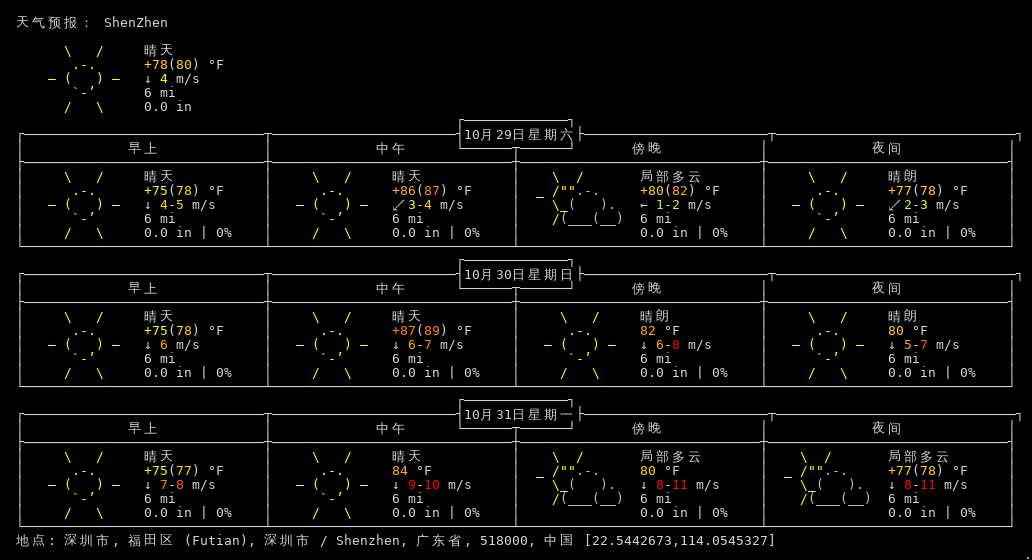 天气预报： ShenZhen
晴天
+78(80) °F
↓ 4 m/s
6 mi
0.0 in
10月29日星期六
早上 中午 傍晚 夜间
晴天 晴天 局部多云 晴朗
+75(78) °F +86(87) °F +80(82) °F +77(78) °F
↓ 4-5 m/s ↙ 3-4 m/s ← 1-2 m/s ↙ 2-3 m/s
6 mi 6 mi 6 mi 6 mi
0.0 in | 0% 0.0 in | 0% 0.0 in | 0% 0.0 in | 0%
10月30日星期日
早上 中午 傍晚 夜间
晴天 晴天 晴朗 晴朗
+75(78) °F +87(89) °F 82 °F 80 °F
↓ 6 m/s ↓ 6-7 m/s ↓ 6-8 m/s ↓ 5-7 m/s
6 mi 6 mi 6 mi 6 mi
0.0 in | 0% 0.0 in | 0% 0.0 in | 0% 0.0 in | 0%
10月31日星期一
早上 中午 傍晚 夜间
晴天 晴天 局部多云 局部多云
+75(77) °F 84 °F 80 °F +77(78) °F
↓ 7-8 m/s ↓ 9-10 m/s ↓ 8-11 m/s ↓ 8-11 m/s
6 mi 6 mi 6 mi 6 mi
0.0 in | 0% 0.0 in | 0% 0.0 in | 0% 0.0 in | 0%
地点: 深圳市, 福田区 (Futian), 深圳市 / Shenzhen, 广东省, 518000, 中国 [22.5442673,114.0545327]